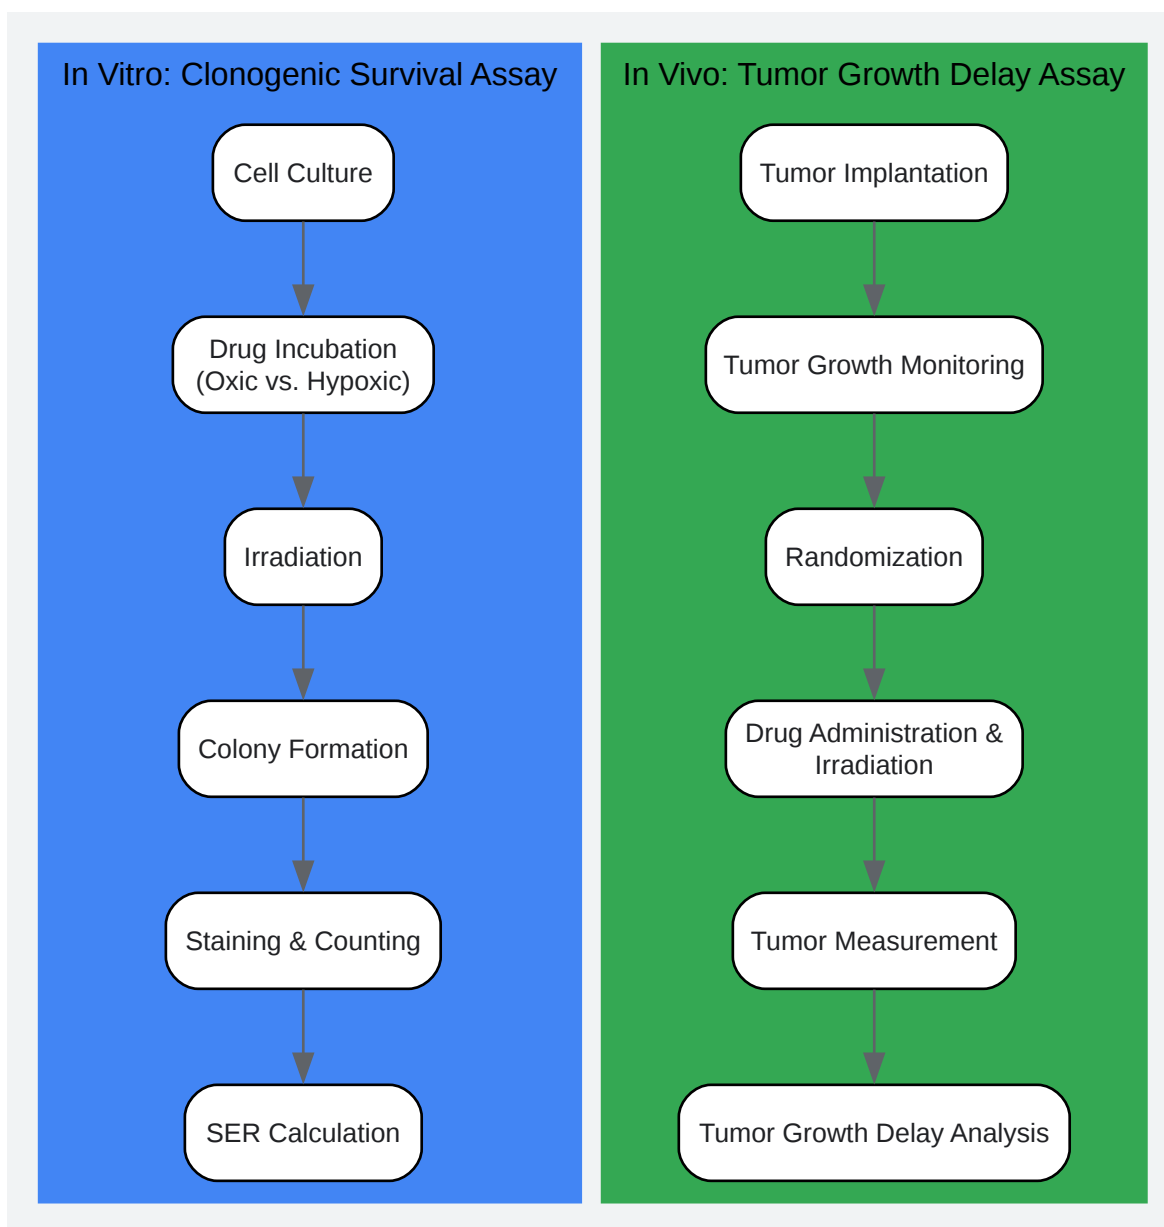 In Vitro: Clonogenic Survival Assay
Cell Culture
Drug Incubation
(Oxic vs. Hypoxic)
Irradiation
Colony Formation
Staining & Counting
SER Calculation
In Vivo: Tumor Growth Delay Assay
Tumor Implantation
Tumor Growth Monitoring
Randomization
Drug Administration &
Irradiation
Tumor Measurement
Tumor Growth Delay Analysis